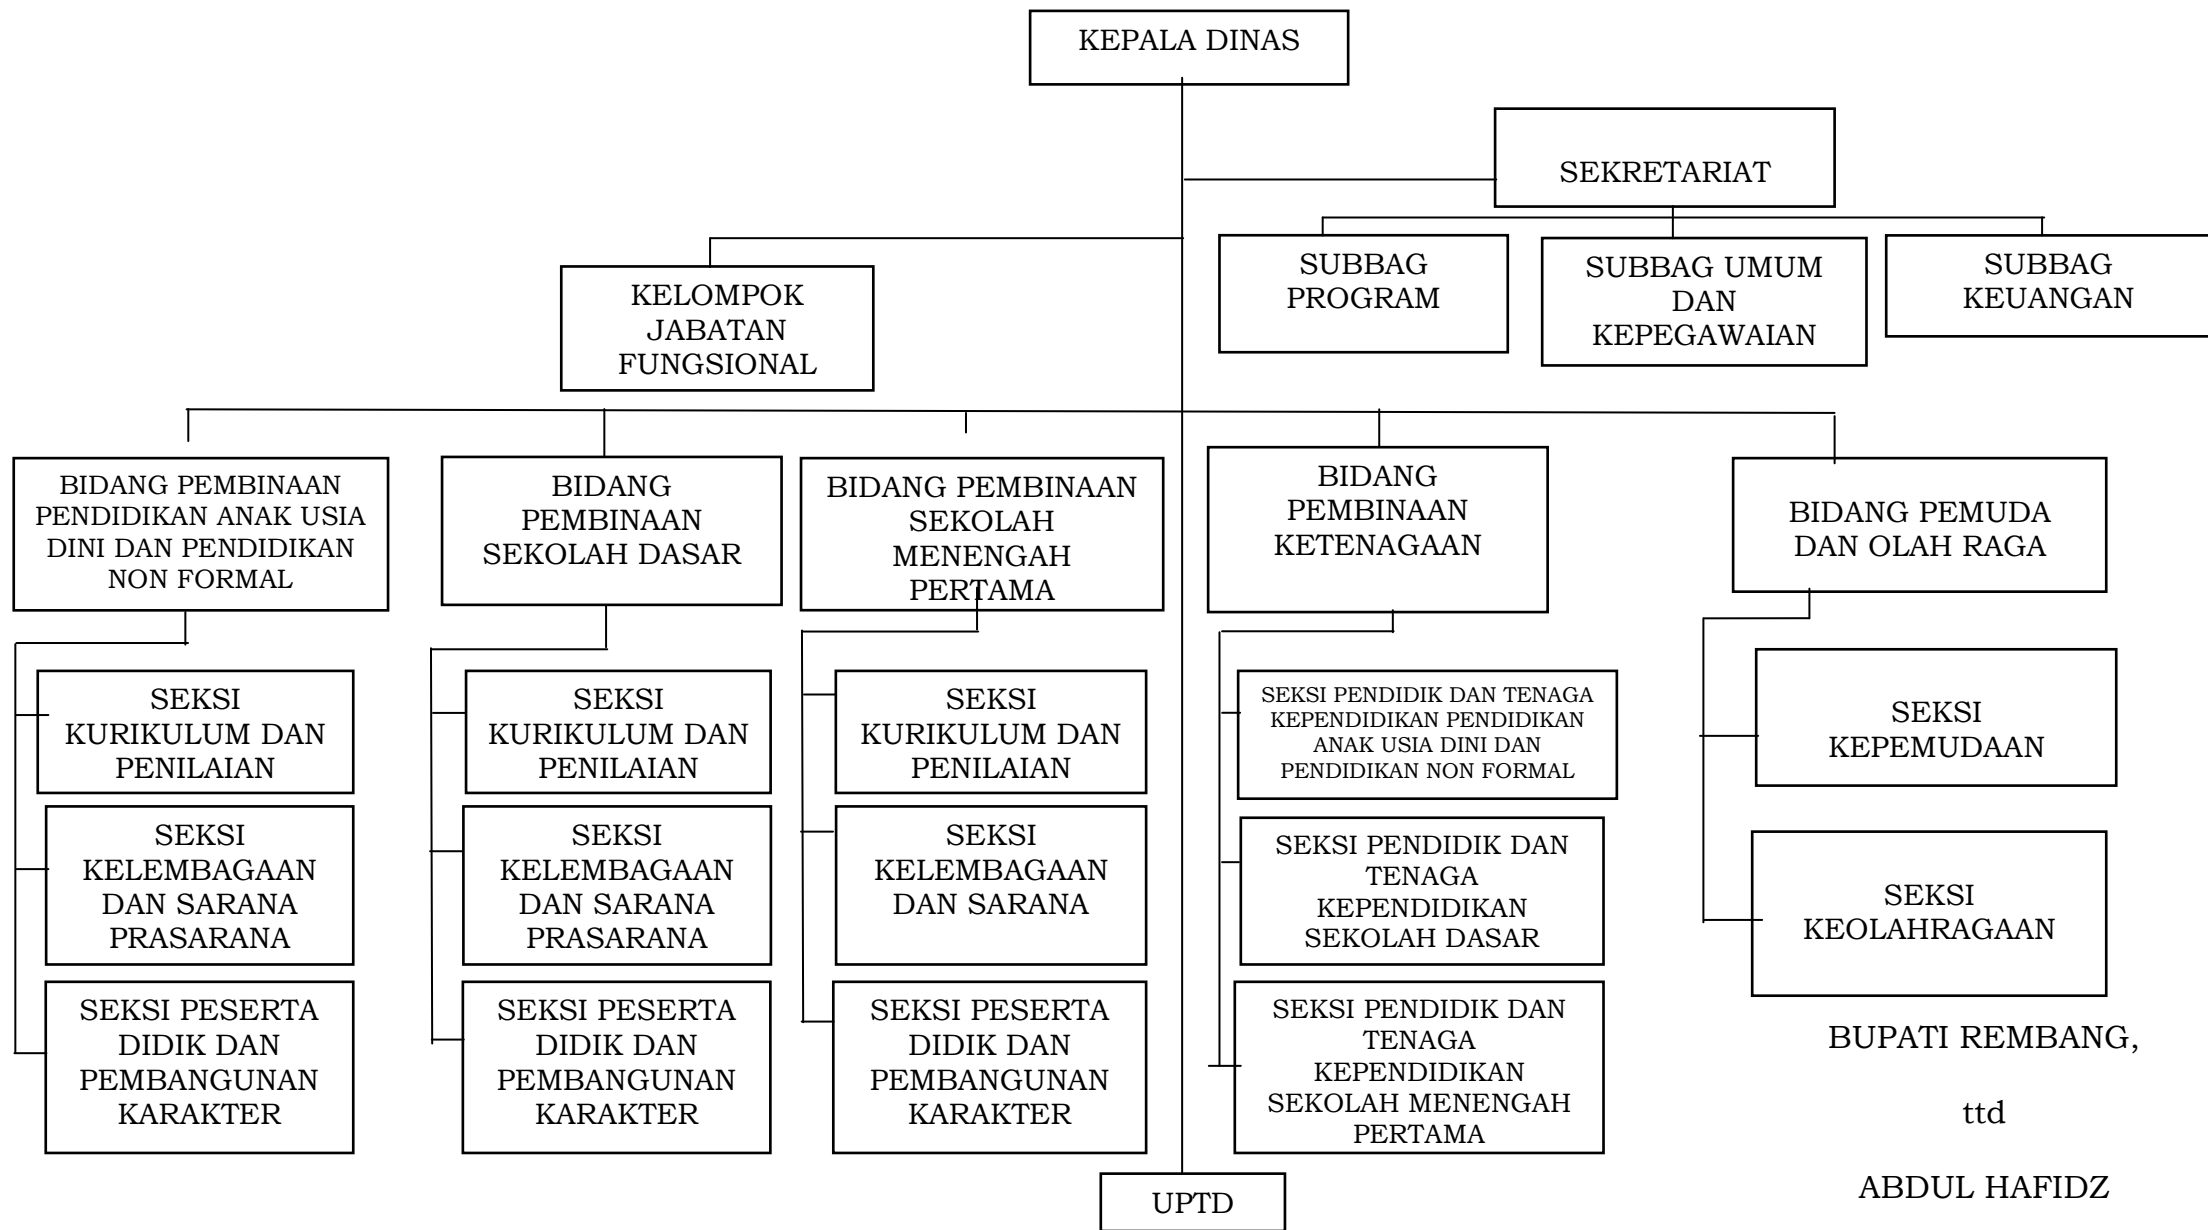 KEPALA DINAS
SEKRETARIAT
SUBBAG
PROGRAM
SUBBAG UMUM
DAN
KEPEGAWAIAN
SUBBAG
KEUANGAN
KELOMPOK
JABATAN
FUNGSIONAL
BIDANG PEMBINAAN
PENDIDIKAN ANAK USIA
DINI DAN PENDIDIKAN
NON FORMAL
BIDANG
PEMBINAAN
SEKOLAH DASAR
BIDANG PEMBINAAN
SEKOLAH
MENENGAH
PERTAMA
BIDANG
PEMBINAAN
KETENAGAAN
BIDANG PEMUDA
DAN OLAH RAGA
SEKSI
KURIKULUM DAN
PENILAIAN
SEKSI
KURIKULUM DAN
PENILAIAN
SEKSI
KURIKULUM DAN
PENILAIAN
SEKSI PENDIDIK DAN TENAGA
KEPENDIDIKAN PENDIDIKAN
ANAK USIA DINI DAN
PENDIDIKAN NON FORMAL
SEKSI
KEPEMUDAAN
SEKSI
KELEMBAGAAN
DAN SARANA
PRASARANA
SEKSI
KELEMBAGAAN
DAN SARANA
PRASARANA
SEKSI
KELEMBAGAAN
DAN SARANA
SEKSI PENDIDIK DAN
TENAGA
KEPENDIDIKAN
SEKOLAH DASAR
SEKSI
KEOLAHRAGAAN
SEKSI PESERTA
DIDIK DAN
PEMBANGUNAN
KARAKTER
SEKSI PESERTA
DIDIK DAN
PEMBANGUNAN
KARAKTER
SEKSI PESERTA
DIDIK DAN
PEMBANGUNAN
KARAKTER
SEKSI PENDIDIK DAN
TENAGA
KEPENDIDIKAN
SEKOLAH MENENGAH
PERTAMA
UPTD
BUPATI REMBANG,
ttd
ABDUL HAFIDZ